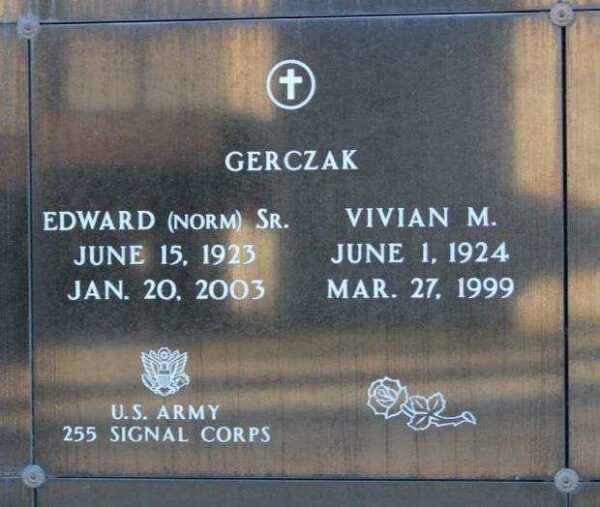 GERCZAK
EDWARD (NORM) SR.
JUNE 15, 1923
JAN. 20, 2003
VIVIAN M.
JUNE 1, 1924
MAR. 27, 1999
U.S. ARMY
255 SIGNAL CORPS